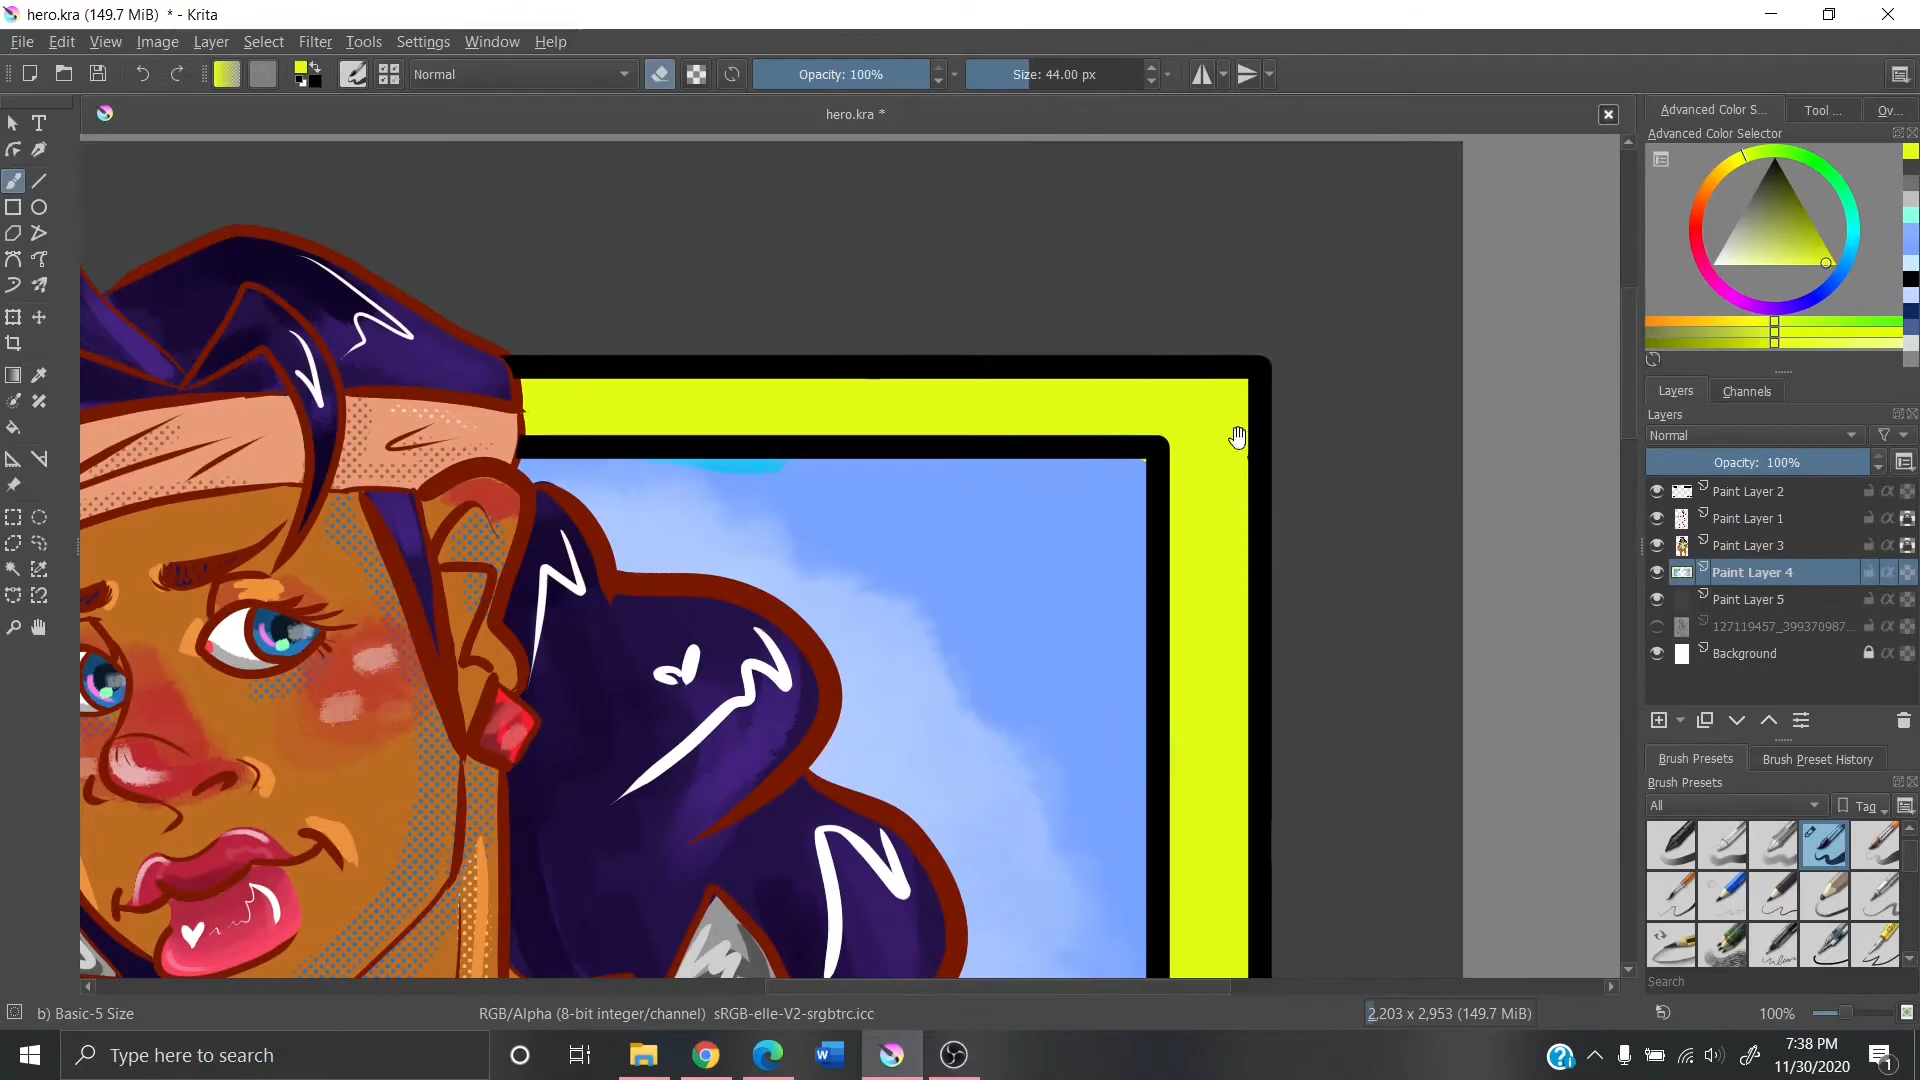 hero.kra (149.7 MiB)  * - Krita
File Edit View Image Layer Select Filter Tools Settings Window Help
Normal Opacity: 100% Size: 44.00 px
hero.kra *
Advanced Color S... Tool ... Ov...
Advanced Color Selector
Layers Channels
Layers
Normal
Opacity:  100%
Paint Layer 2
Paint Layer 1
Paint Layer 3
Paint Layer 4
Paint Layer 5
127119457_399370987...
Background
Brush Presets Brush Preset History
Brush Presets
All Tag
Search
b) Basic-5 Size RGB/Alpha (8-bit integer/channel)  sRGB-elle-V2-srgbtrc.icc 2,203 x 2,953 (149.7 MiB) 100%
Type here to search
7:38 PM
11/30/2020
1